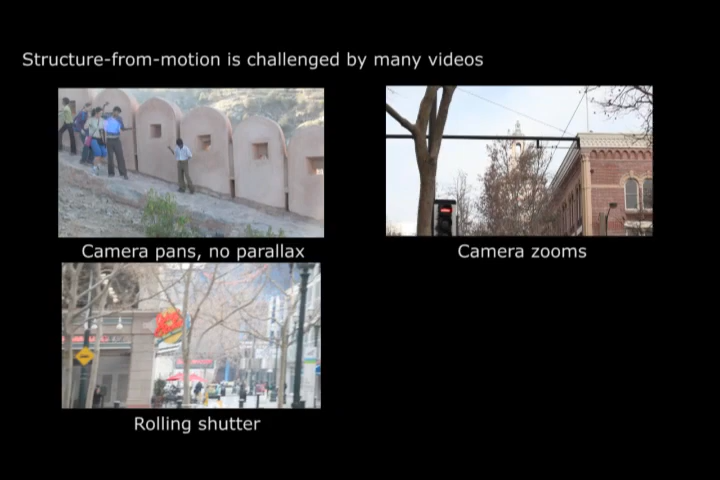 Structure-from-motion is challenged by many videos
Camera pans, no parallax
Camera zooms
Rolling shutter